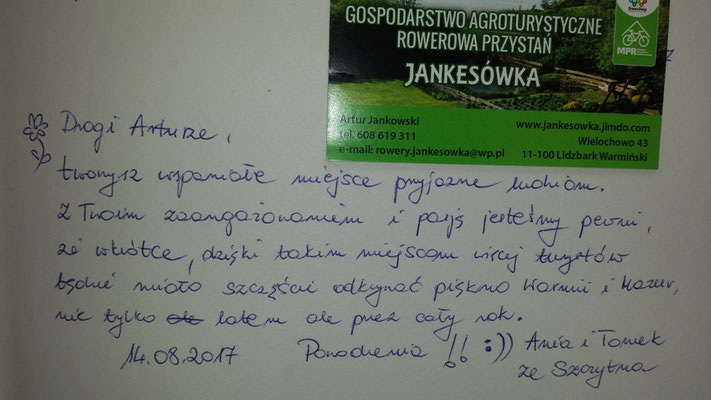 GOSPODARSTWO AGROTURYSTYCZNE
ROWEROWA PRZYSTAŃ
JANKESÓWKA
MPR
Artur Jankowski
tel. 608 619 311
e-mail: rowery.jankesowka@wp.pl
www.jankesowka.jimdo.com
Wielochowo 43
11-100 Lidzbark Warmiński
Drogi Arturze,
tworzysz wspaniałe miejsce przyjazne ludziom.
Z Twoim zaangażowaniem i pasją jesteśmy pewni,
że wkrótce, dzięki takim miejscom więcej turystów
będzie miało szczęście odkrywać piękno Warmii i Mazur,
nie tylko ale latem ale przez cały rok.
14.08.2017 Powodzenia !! :)) Ania i Tomek
ze Szczytna